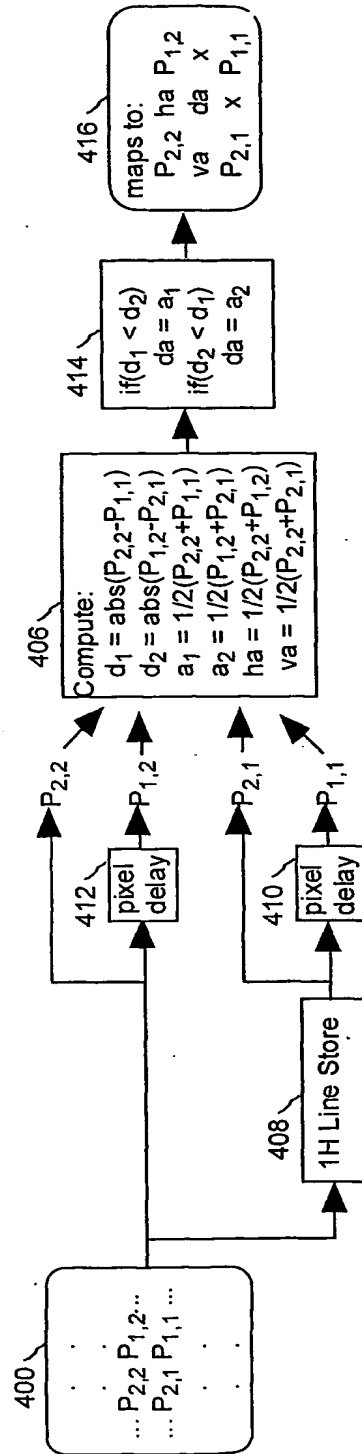 400
. .
. .
... P2,2 P1,2...
... P2,1 P1,1 ...
. .
. .
408
1H Line Store
412
pixel
delay
410
pixel
delay
P2,2
P1,2
P2,1
P1,1
406
Compute:
d1 = abs(P2,2-P1,1)
d2 = abs(P1,2-P2,1)
a1 = 1/2(P2,2+P1,1)
a2 = 1/2(P1,2+P2,1)
ha = 1/2(P2,2+P1,2)
va = 1/2(P2,2+P2,1)
414
if(d1 < d2)
da = a1
if(d2 < d1)
da = a2
416
maps to:
P2,2 ha P1,2
va da x
P2,1 x P1,1